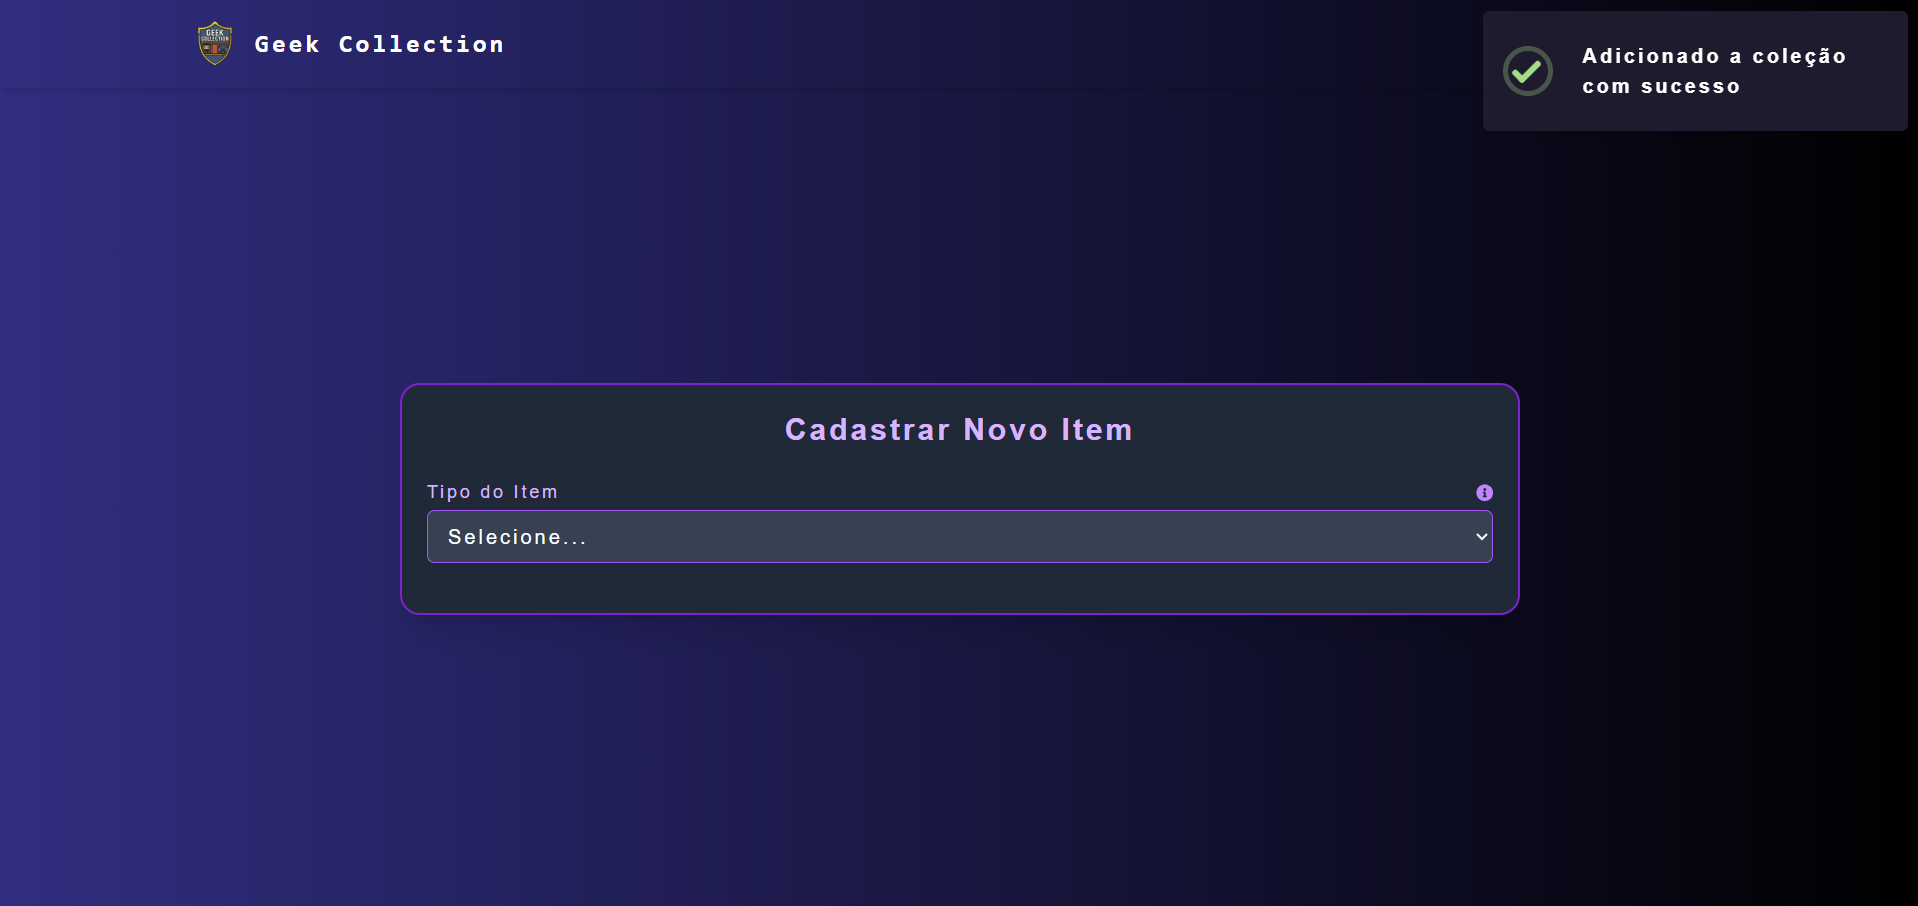 GEEK
COLLECTION
Geek Collection
Adicionado a coleção
com sucesso
Cadastrar Novo Item
Tipo do Item
Selecione...